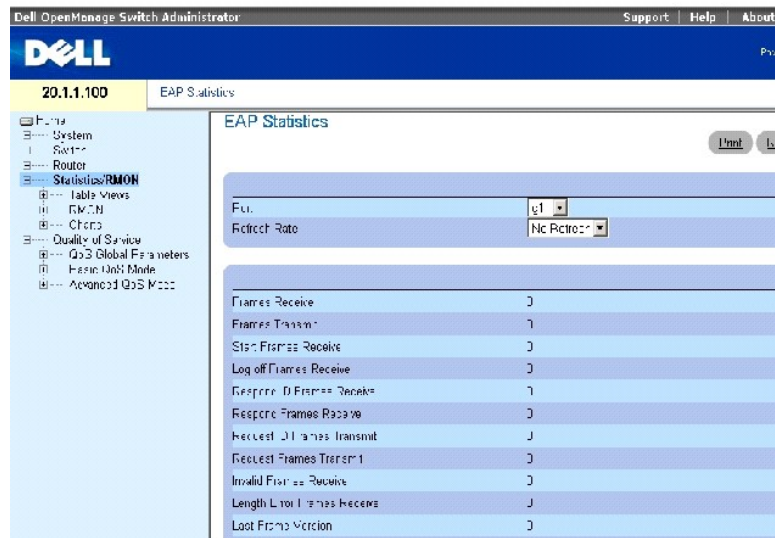 Dell OpenManage Switch Administrator
Support | Help | About
DELL
20.1.1.100
EAP Statistics
Home
System
Switch
Router
Statistics/RMON
Table Views
RMON
Charts
Quality of Service
QoS Global Parameters
Basic QoS Mode
Advanced QoS Mode
EAP Statistics
Print
Port
g1
Refresh Rate
No Refresh
Frames Receive 0
Frames Transmit 0
Start Frames Receive 0
Log off Frames Receive 0
Respond ID Frames Receive 0
Respond Frames Receive 0
Request ID Frames Transmit 0
Request Frames Transmit 0
Invalid Frames Receive 0
Length Error Frames Receive 0
Last Frame Version 0